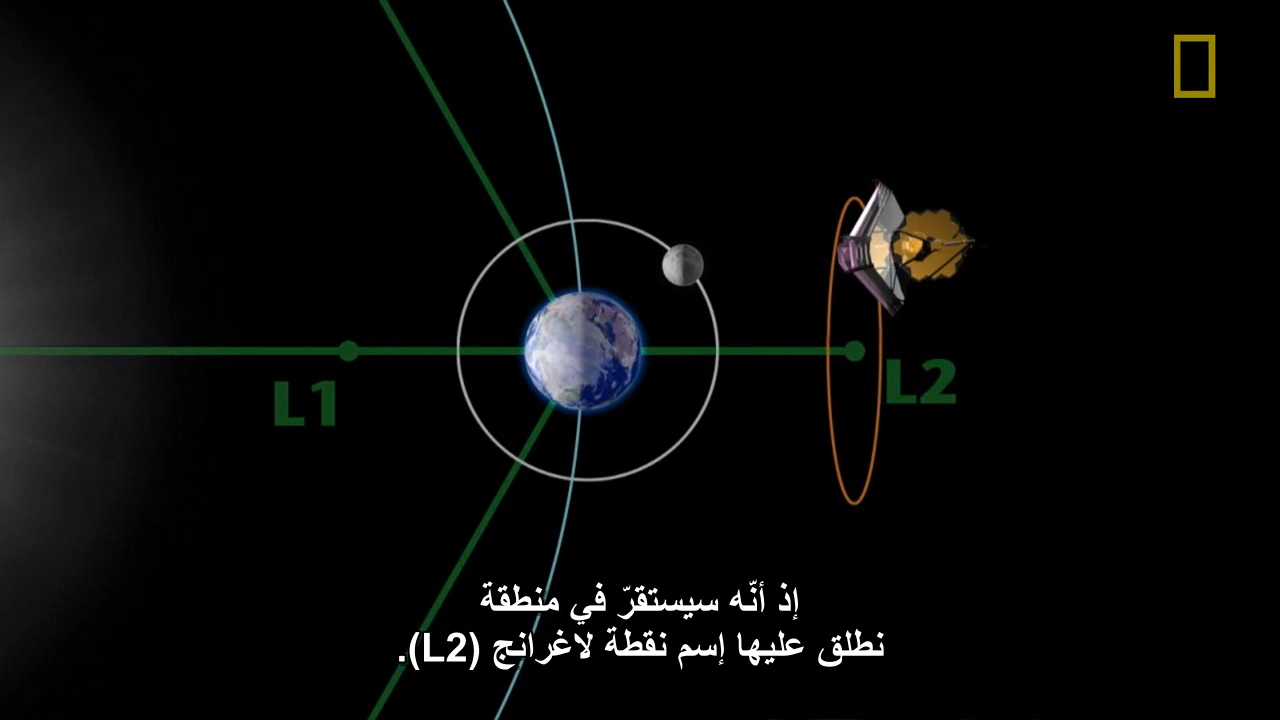 L1
L2
إذ أنّه سيستقرّ في منطقة
نطلق عليها إسم نقطة لاغرانج (L2).